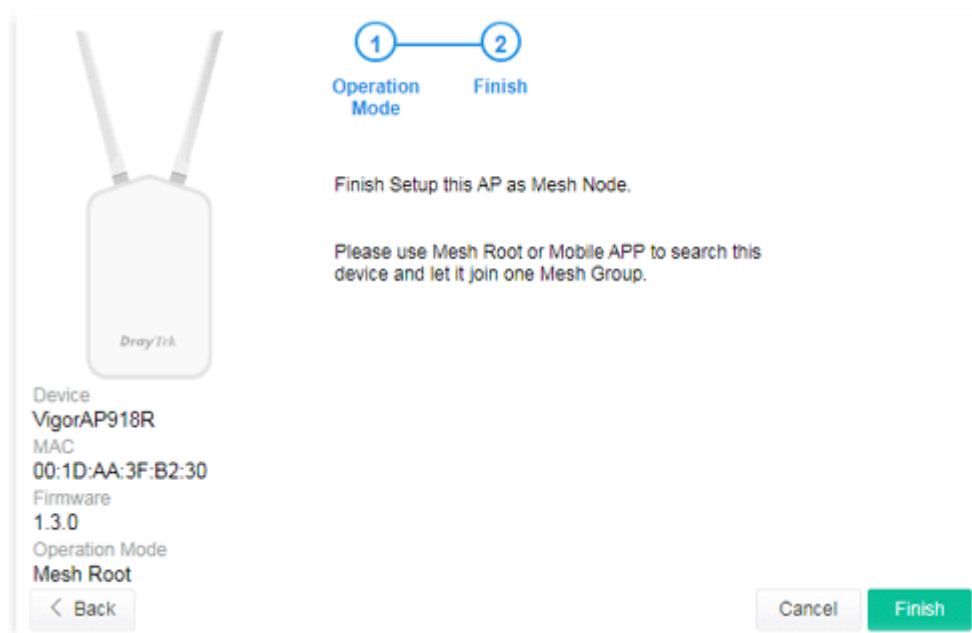 1 2
Operation Finish
Mode
Finish Setup this AP as Mesh Node.
Please use Mesh Root or Mobile APP to search this
device and let it join one Mesh Group.
DrayTek
Device
VigorAP918R
MAC
00:1D:AA:3F:B2:30
Firmware
1.3.0
Operation Mode
Mesh Root
< Back Cancel Finish